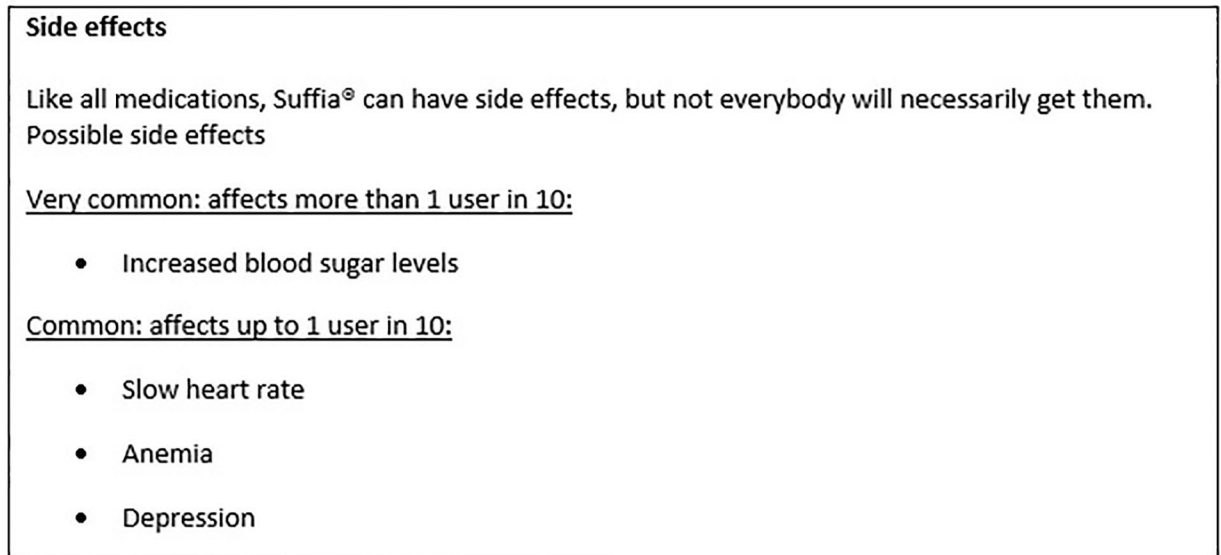 Side effects
Like all medications, Suffia® can have side effects, but not everybody will necessarily get them.
Possible side effects
Very common: affects more than 1 user in 10:
• Increased blood sugar levels
Common: affects up to 1 user in 10:
• Slow heart rate
• Anemia
• Depression